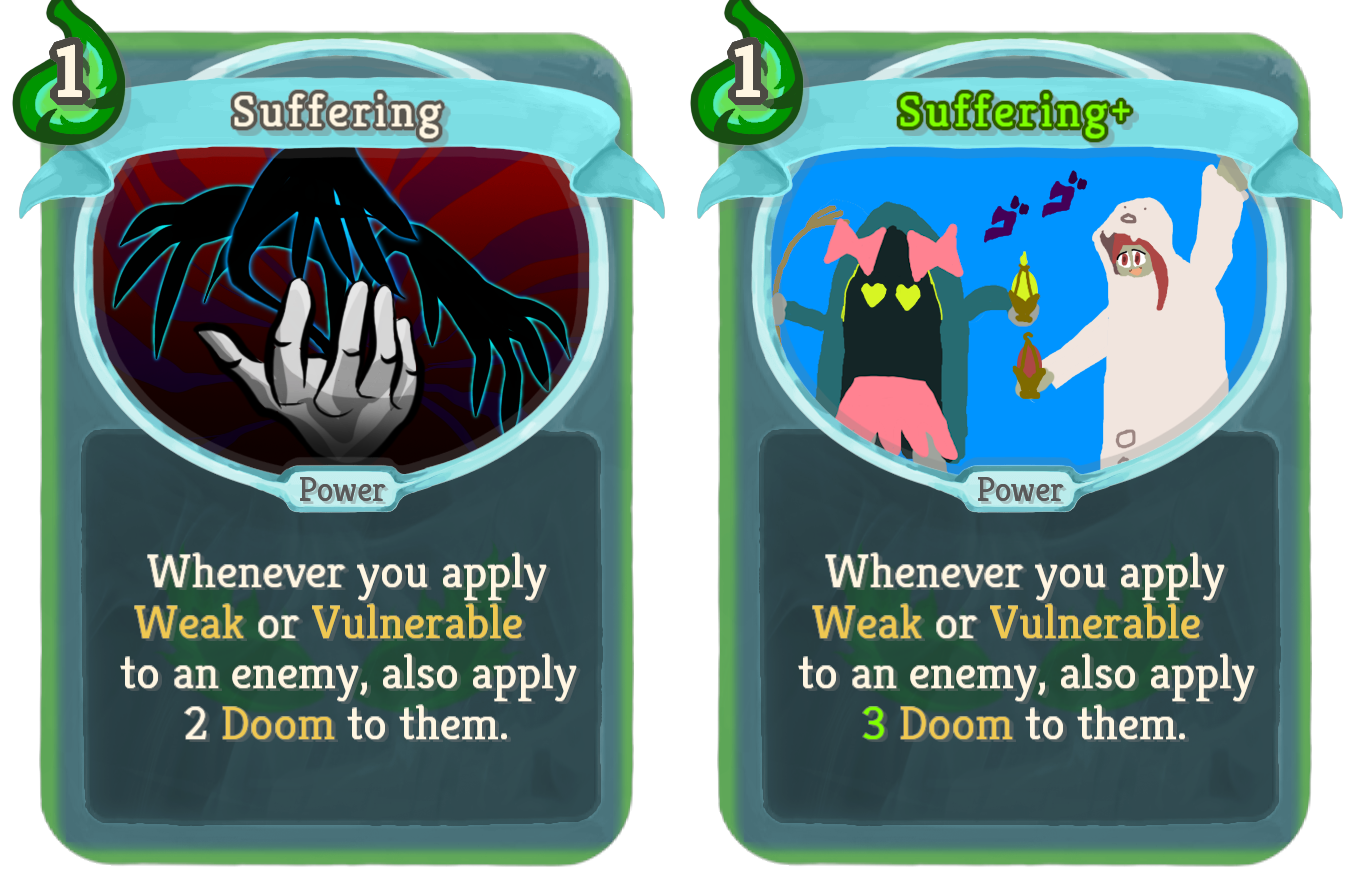 1
Suffering
Power
Whenever you apply
Weak or Vulnerable
to an enemy, also apply
2 Doom to them.
1
Suffering+
Power
Whenever you apply
Weak or Vulnerable
to an enemy, also apply
3 Doom to them.